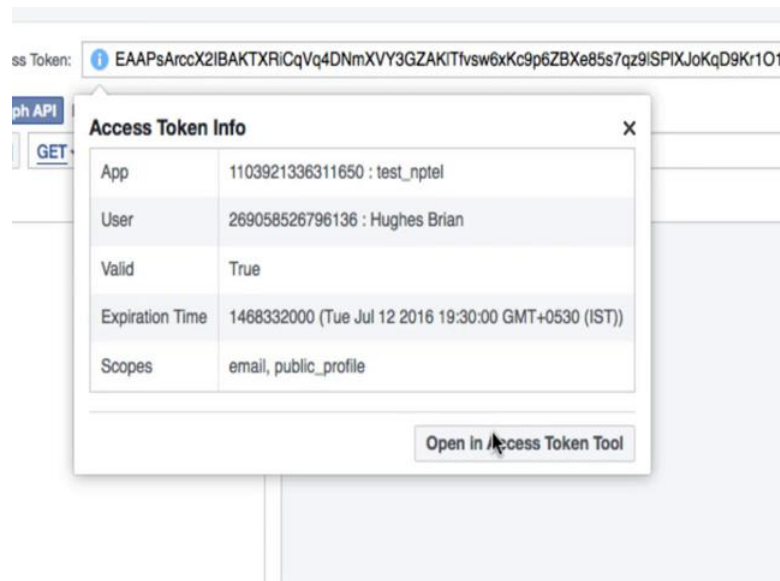 ss Token: EAAPsArccX2IBAKTXRiCqVq4DNmXVY3GZAKITfvsw6xKc9p6ZBXe85s7qz9ISPIXJoKqD9Kr1O1
ph API
GET
Access Token Info
App 1103921336311650 : test_nptel
User 269058526796136 : Hughes Brian
Valid True
Expiration Time 1468332000 (Tue Jul 12 2016 19:30:00 GMT+0530 (IST))
Scopes email, public_profile
Open in Access Token Tool